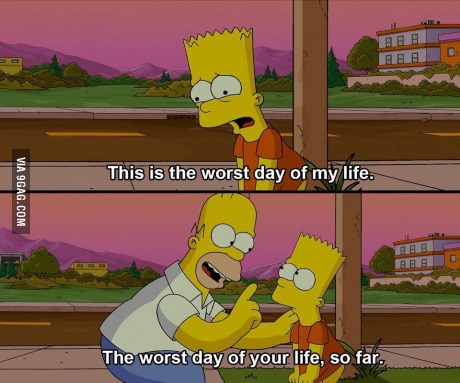 This is the worst day of my life.
VIA 9GAG.COM
The worst day of your life, so far.